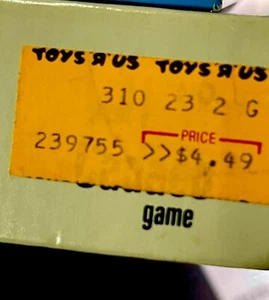 TOYS "R" US TOYS "R" US
310 23 2 G
PRICE
239755 >>$4.49
game